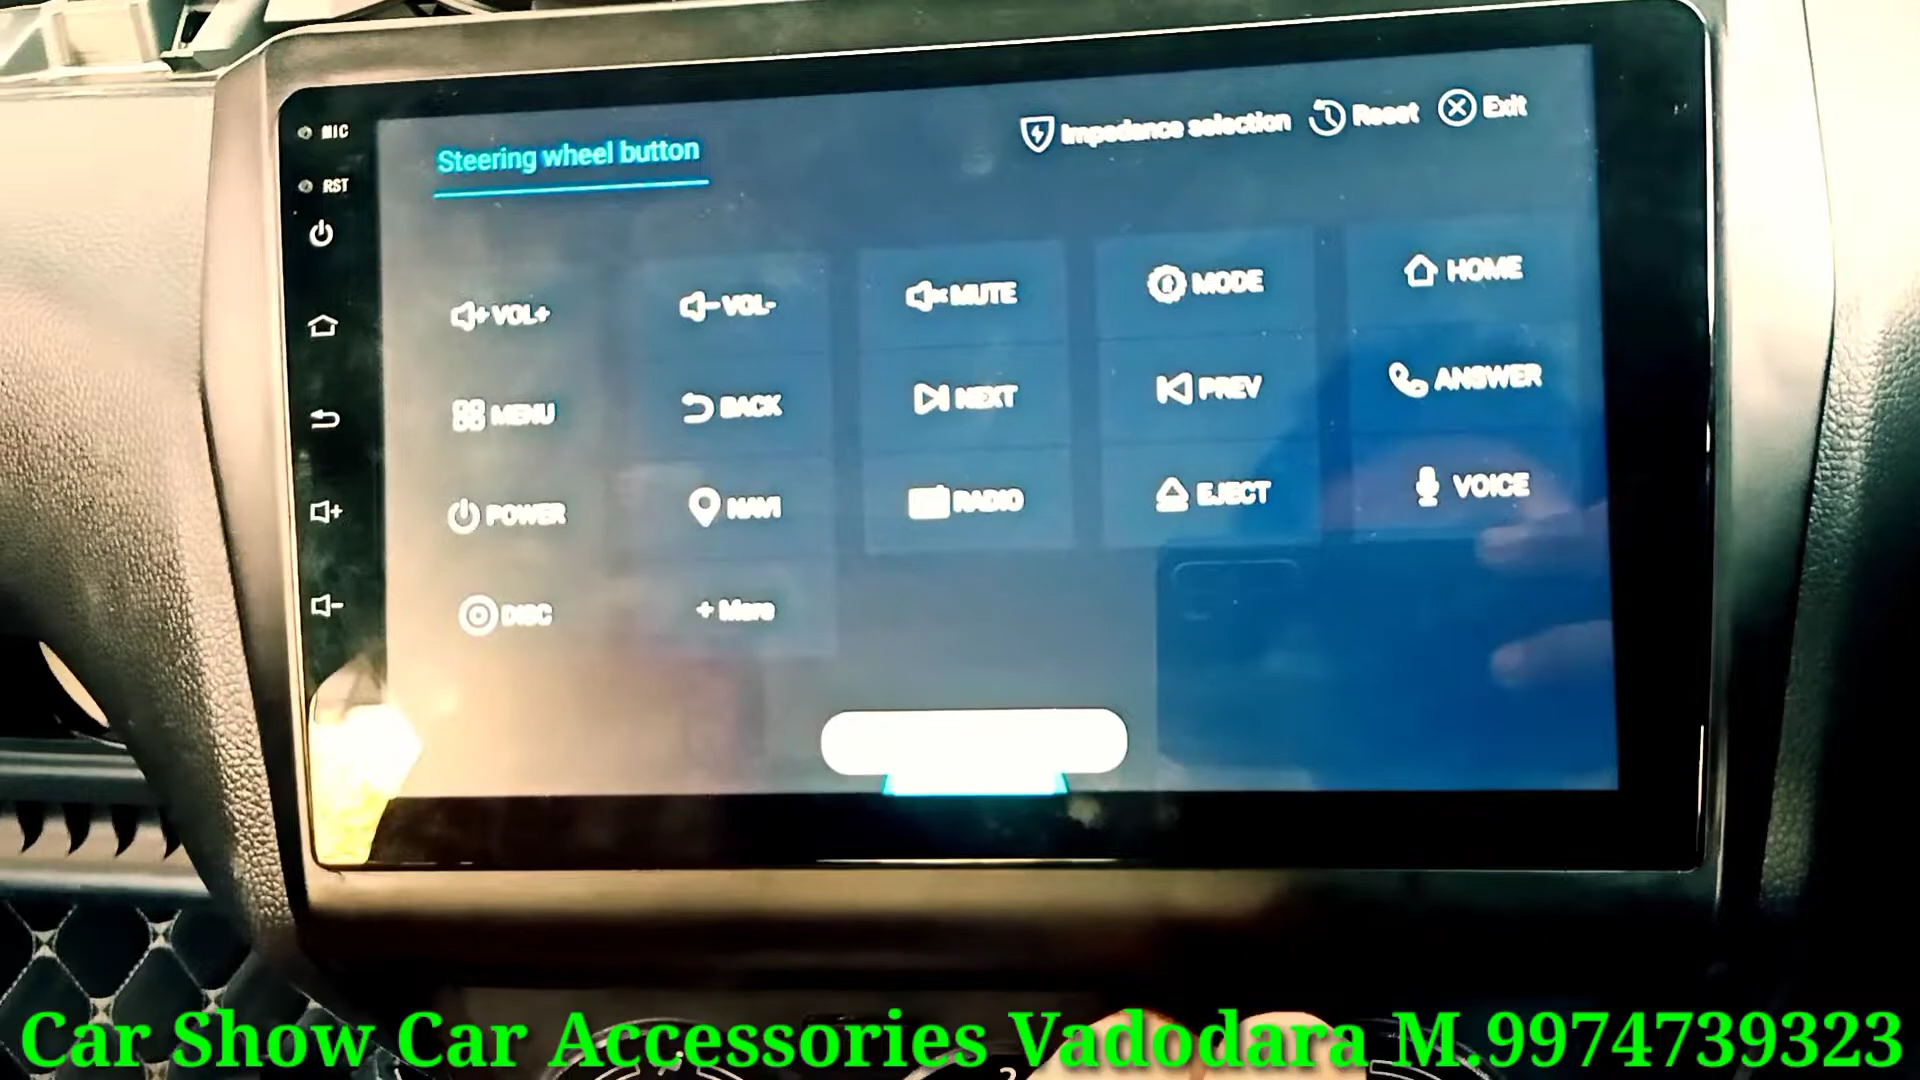 MIC
RST
Steering wheel button
Impedance selection Reset Exit
VOL+ VOL- MUTE MODE HOME
MENU BACK NEXT PREV ANSWER
POWER NAVI RADIO EJECT VOICE
DISC + More
Car Show Car Accessories Vadodara M.9974739323
2